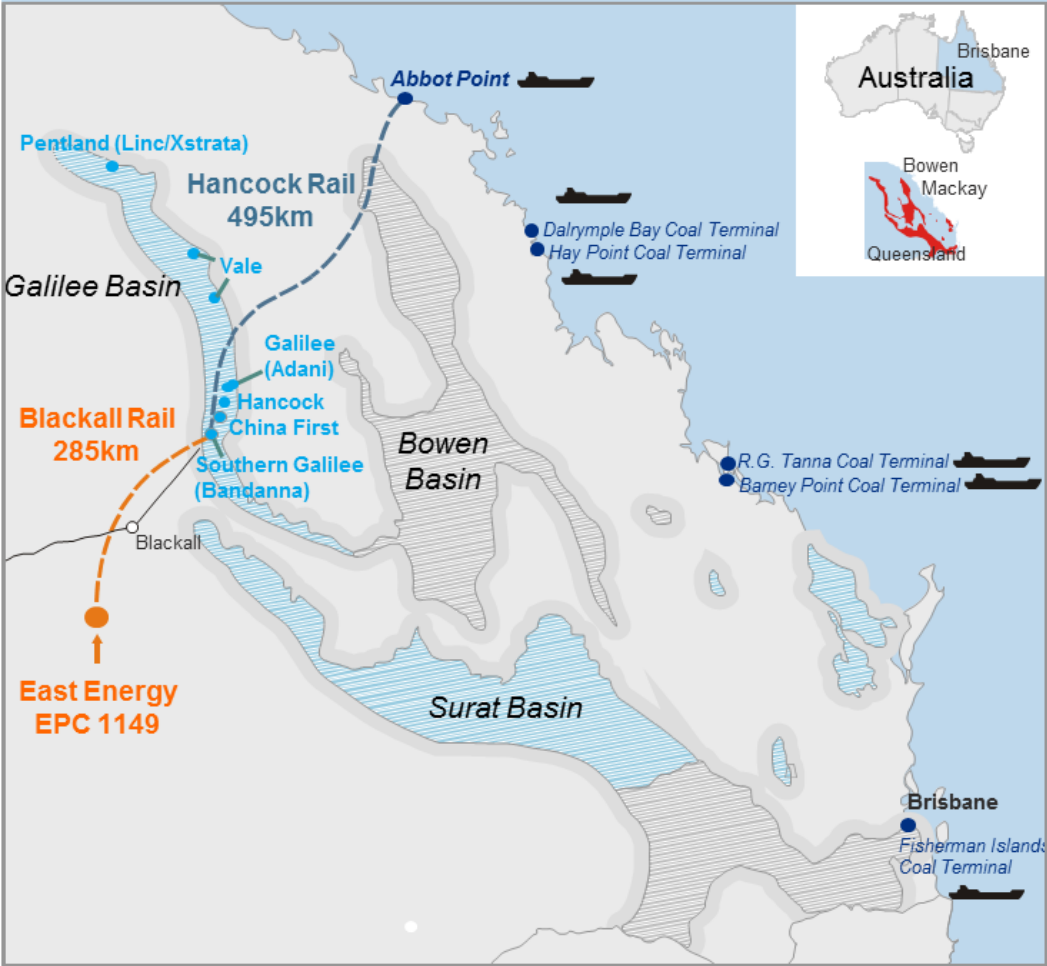 Abbot Point
Brisbane
Australia
Bowen
Mackay
Queensland
Pentland (Linc/Xstrata)
Hancock Rail
495km
Dalrymple Bay Coal Terminal
Hay Point Coal Terminal
Vale
Galilee Basin
Galilee
(Adani)
Hancock
China First
Blackall Rail
285km
Southern Galilee
(Bandanna)
Bowen
Basin
R.G. Tanna Coal Terminal
Barney Point Coal Terminal
Blackall
East Energy
EPC 1149
Surat Basin
Brisbane
Fisherman Islands
Coal Terminal